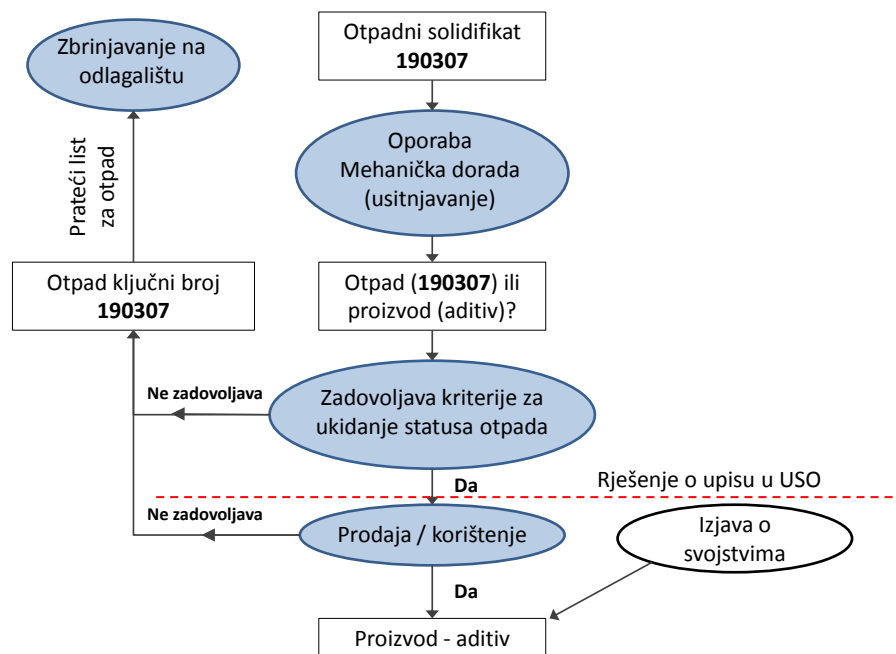 Zbrinjavanje na
odlagalištu
Otpadni solidifikat
190307
Oporaba
Mehanička dorada
(usitnjavanje)
Prateći list
za otpad
Otpad ključni broj
190307
Otpad (190307) ili
proizvod (aditiv)?
Ne zadovoljava
Zadovoljava kriterije za
ukidanje statusa otpada
Da
Rješenje o upisu u USO
Ne zadovoljava
Prodaja / korištenje
Izjava o
svojstvima
Da
Proizvod - aditiv